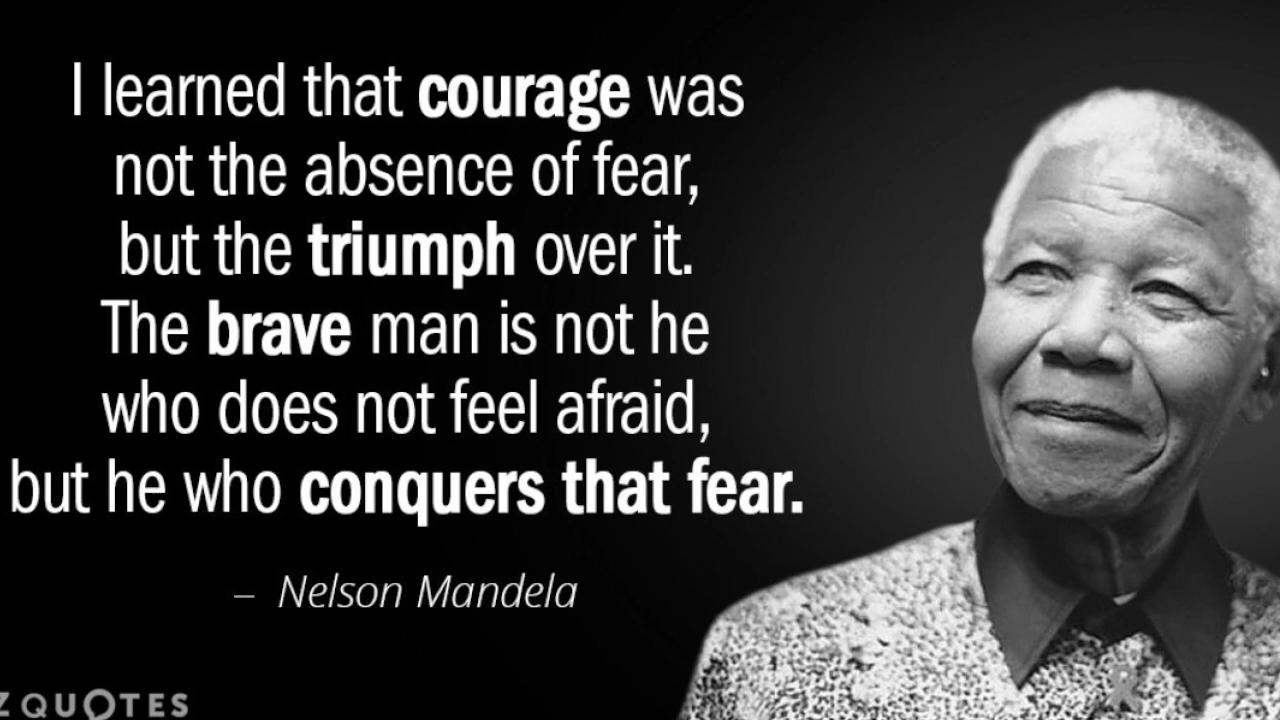 I learned that courage was
not the absence of fear,
but the triumph over it.
The brave man is not he
who does not feel afraid,
but he who conquers that fear.
– Nelson Mandela
Z QUOTES